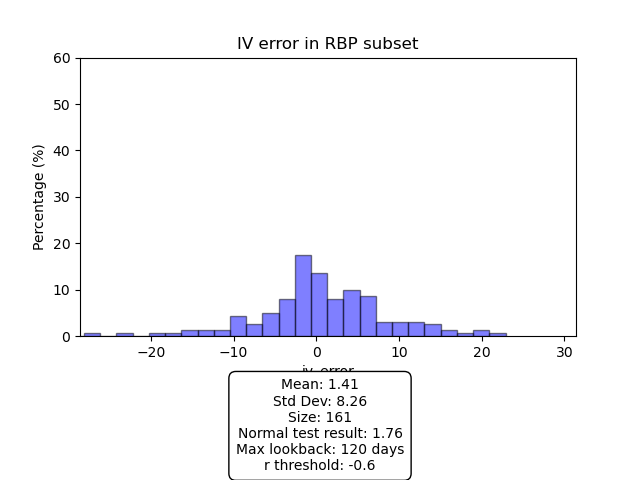 IV error in RBP subset
60
50
40
30
20
10
0
Percentage (%)
−20 −10 0 10 20 30
iv_error
Mean: 1.41
Std Dev: 8.26
Size: 161
Normal test result: 1.76
Max lookback: 120 days
r threshold: -0.6